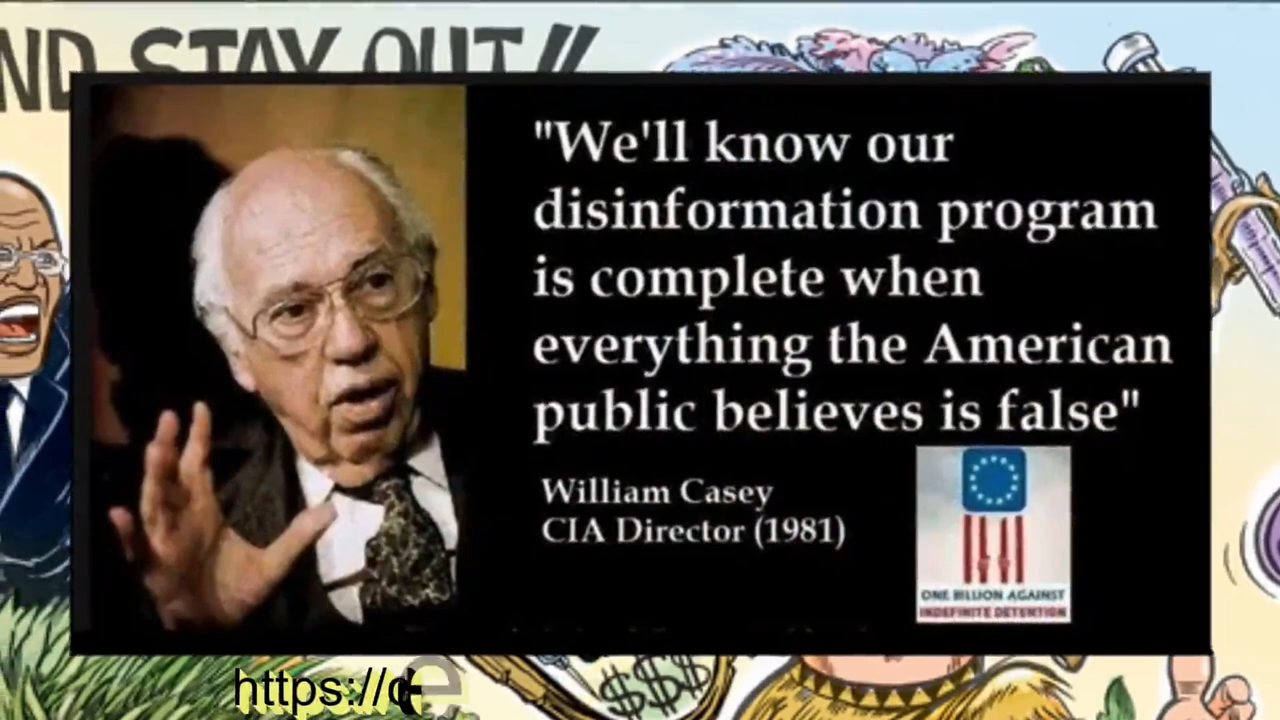 ND STAY OUT!!
"We'll know our
disinformation program
is complete when
everything the American
public believes is false"
William Casey
CIA Director (1981)
ONE BILLION AGAINST
INDEFINITE DETENTION
$$$
https://